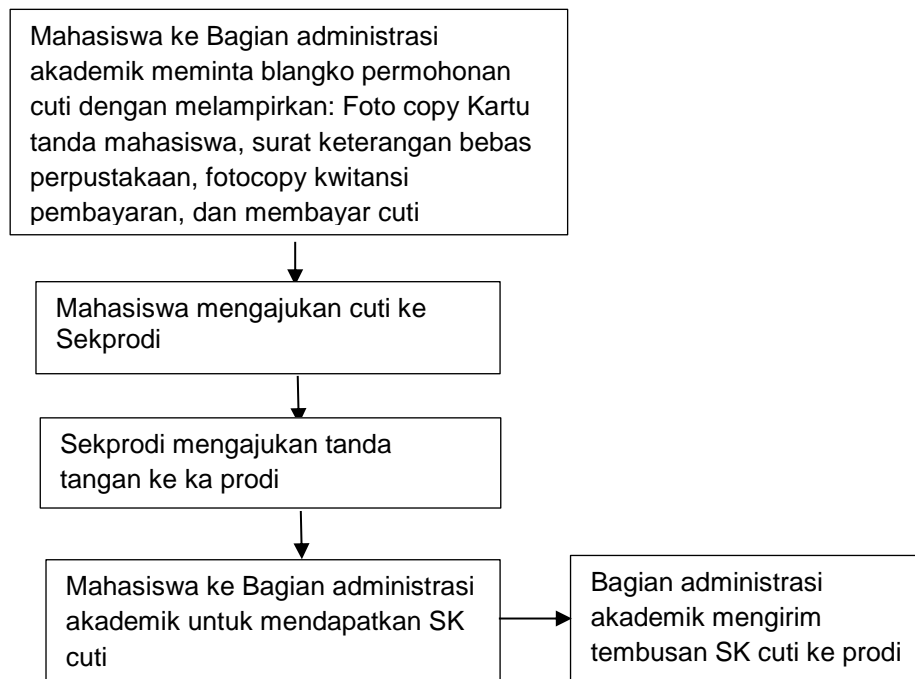 Mahasiswa ke Bagian administrasi
akademik meminta blangko permohonan
cuti dengan melampirkan: Foto copy Kartu
tanda mahasiswa, surat keterangan bebas
perpustakaan, fotocopy kwitansi
pembayaran, dan membayar cuti
Mahasiswa mengajukan cuti ke
Sekprodi
Sekprodi mengajukan tanda
tangan ke ka prodi
Mahasiswa ke Bagian administrasi
akademik untuk mendapatkan SK
cuti
Bagian administrasi
akademik mengirim
tembusan SK cuti ke prodi